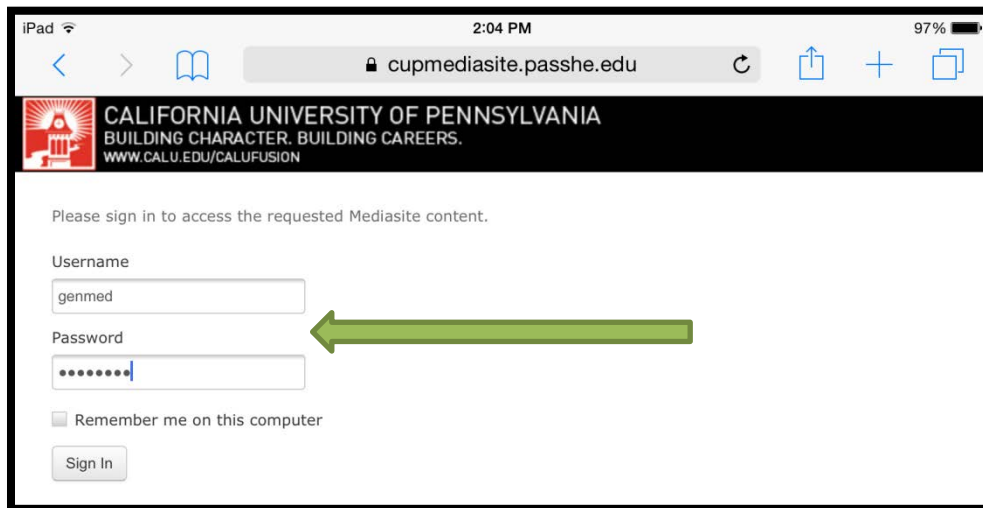 iPad 2:04 PM 97%
cupmediasite.passhe.edu
CALIFORNIA UNIVERSITY OF PENNSYLVANIA
BUILDING CHARACTER. BUILDING CAREERS.
WWW.CALU.EDU/CALUFUSION
Please sign in to access the requested Mediasite content.
Username
genmed
Password
••••••••
Remember me on this computer
Sign In